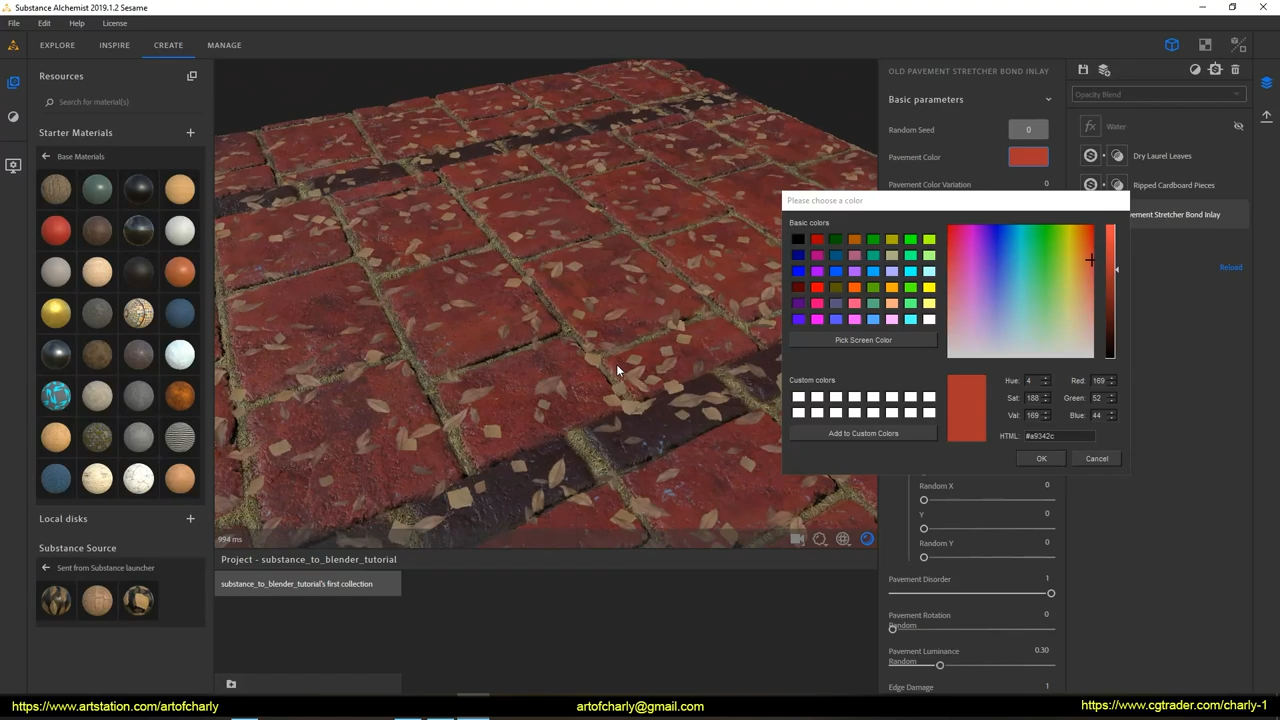 Substance Alchemist 2019.1.2 Sesame
File Edit Help License
EXPLORE INSPIRE CREATE MANAGE
Resources
Search for material(s)
Starter Materials
Base Materials
Local disks
Substance Source
Sent from Substance launcher
994 ms
Project - substance_to_blender_tutorial
substance_to_blender_tutorial's first collection
OLD PAVEMENT STRETCHER BOND INLAY
Basic parameters
Random Seed 0
Pavement Color
Pavement Color Variation 0
Please choose a color
Basic colors
Pick Screen Color
Custom colors
Add to Custom Colors
Hue: 4 Red: 169
Sat: 188 Green: 52
Val: 169 Blue: 44
HTML: #a9342c
OK Cancel
Random X 0
Y 0
Random Y 0
Pavement Disorder 1
Pavement Rotation 0
Random
Pavement Luminance 0.30
Random
Edge Damage 1
Opacity Blend
fx Water
Dry Laurel Leaves
Ripped Cardboard Pieces
vement Stretcher Bond Inlay
Reload
https://www.artstation.com/artofcharly artofcharly@gmail.com https://www.cgtrader.com/charly-1